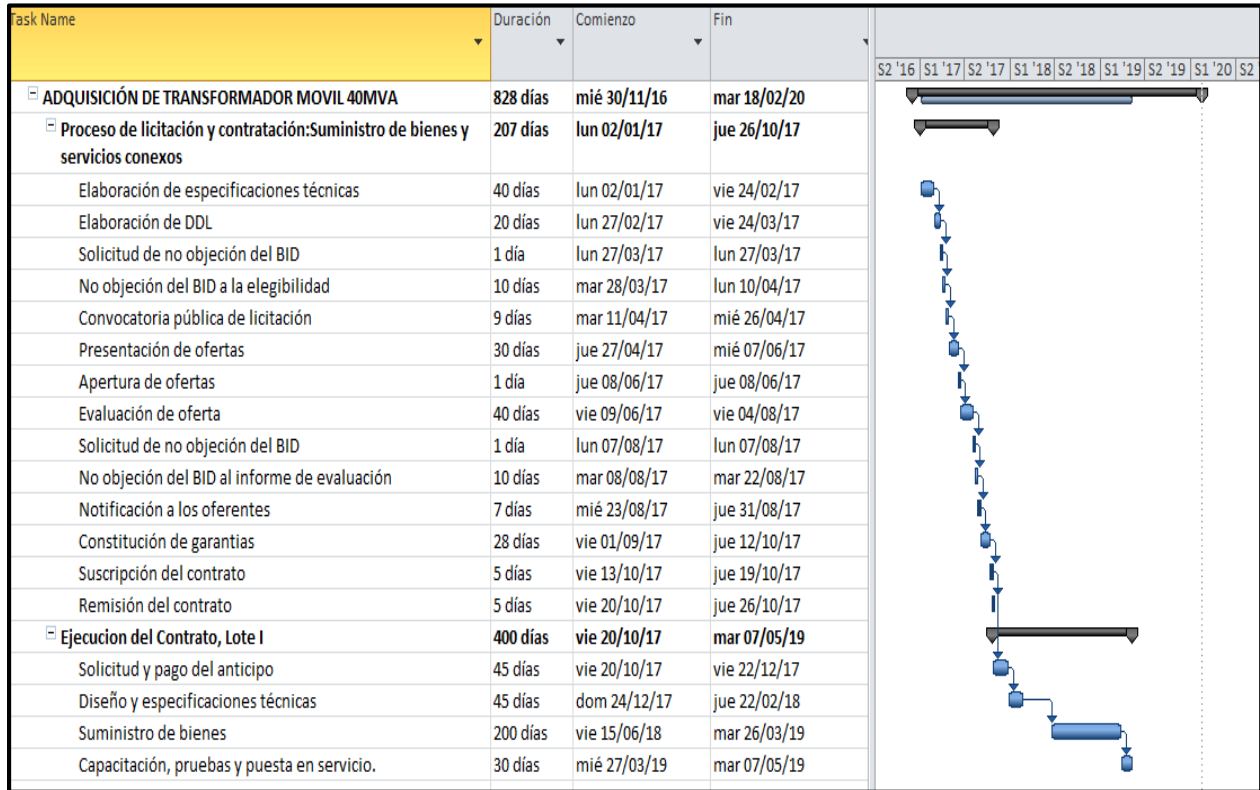 Task Name Duración Comienzo Fin
S2 '16 S1 '17 S2 '17 S1 '18 S2 '18 S1 '19 S2 '19 S1 '20 S2
ADQUISICIÓN DE TRANSFORMADOR MOVIL 40MVA 828 días mié 30/11/16 mar 18/02/20
Proceso de licitación y contratación:Suministro de bienes y 207 días lun 02/01/17 jue 26/10/17
servicios conexos
Elaboración de especificaciones técnicas 40 días lun 02/01/17 vie 24/02/17
Elaboración de DDL 20 días lun 27/02/17 vie 24/03/17
Solicitud de no objeción del BID 1 día lun 27/03/17 lun 27/03/17
No objeción del BID a la elegibilidad 10 días mar 28/03/17 lun 10/04/17
Convocatoria pública de licitación 9 días mar 11/04/17 mié 26/04/17
Presentación de ofertas 30 días jue 27/04/17 mié 07/06/17
Apertura de ofertas 1 día jue 08/06/17 jue 08/06/17
Evaluación de oferta 40 días vie 09/06/17 vie 04/08/17
Solicitud de no objeción del BID 1 día lun 07/08/17 lun 07/08/17
No objeción del BID al informe de evaluación 10 días mar 08/08/17 mar 22/08/17
Notificación a los oferentes 7 días mié 23/08/17 jue 31/08/17
Constitución de garantias 28 días vie 01/09/17 jue 12/10/17
Suscripción del contrato 5 días vie 13/10/17 jue 19/10/17
Remisión del contrato 5 días vie 20/10/17 jue 26/10/17
Ejecucion del Contrato, Lote I 400 días vie 20/10/17 mar 07/05/19
Solicitud y pago del anticipo 45 días vie 20/10/17 vie 22/12/17
Diseño y especificaciones técnicas 45 días dom 24/12/17 jue 22/02/18
Suministro de bienes 200 días vie 15/06/18 mar 26/03/19
Capacitación, pruebas y puesta en servicio. 30 días mié 27/03/19 mar 07/05/19